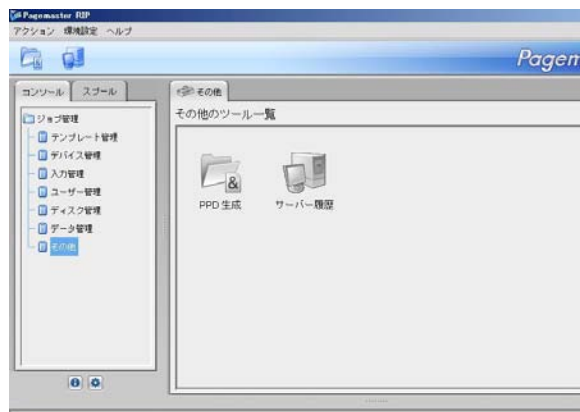 Pagemaster RIP
アクション 環境設定 ヘルプ
Pagem
コンソール スプール
その他
その他のツール一覧
ジョブ管理
テンプレート管理
デバイス管理
入力管理
ユーザー管理
ディスク管理
データ管理
その他
PPD 生成 サーバー履歴